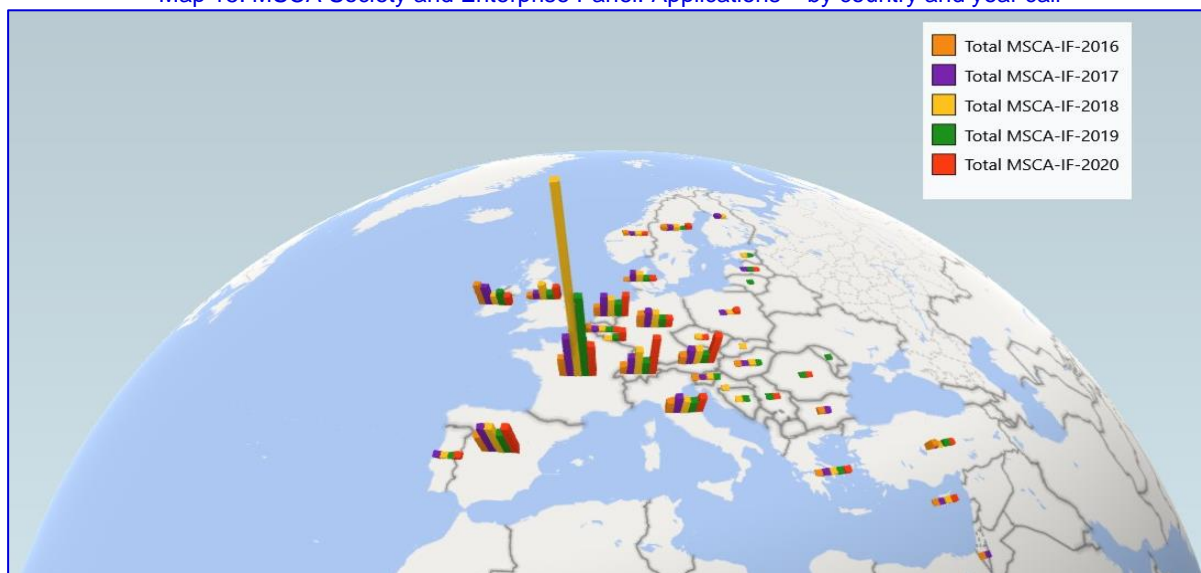 Map 15: MSCA Society and Enterprise Panel: Applications – by country and year call
Total MSCA-IF-2016
Total MSCA-IF-2017
Total MSCA-IF-2018
Total MSCA-IF-2019
Total MSCA-IF-2020